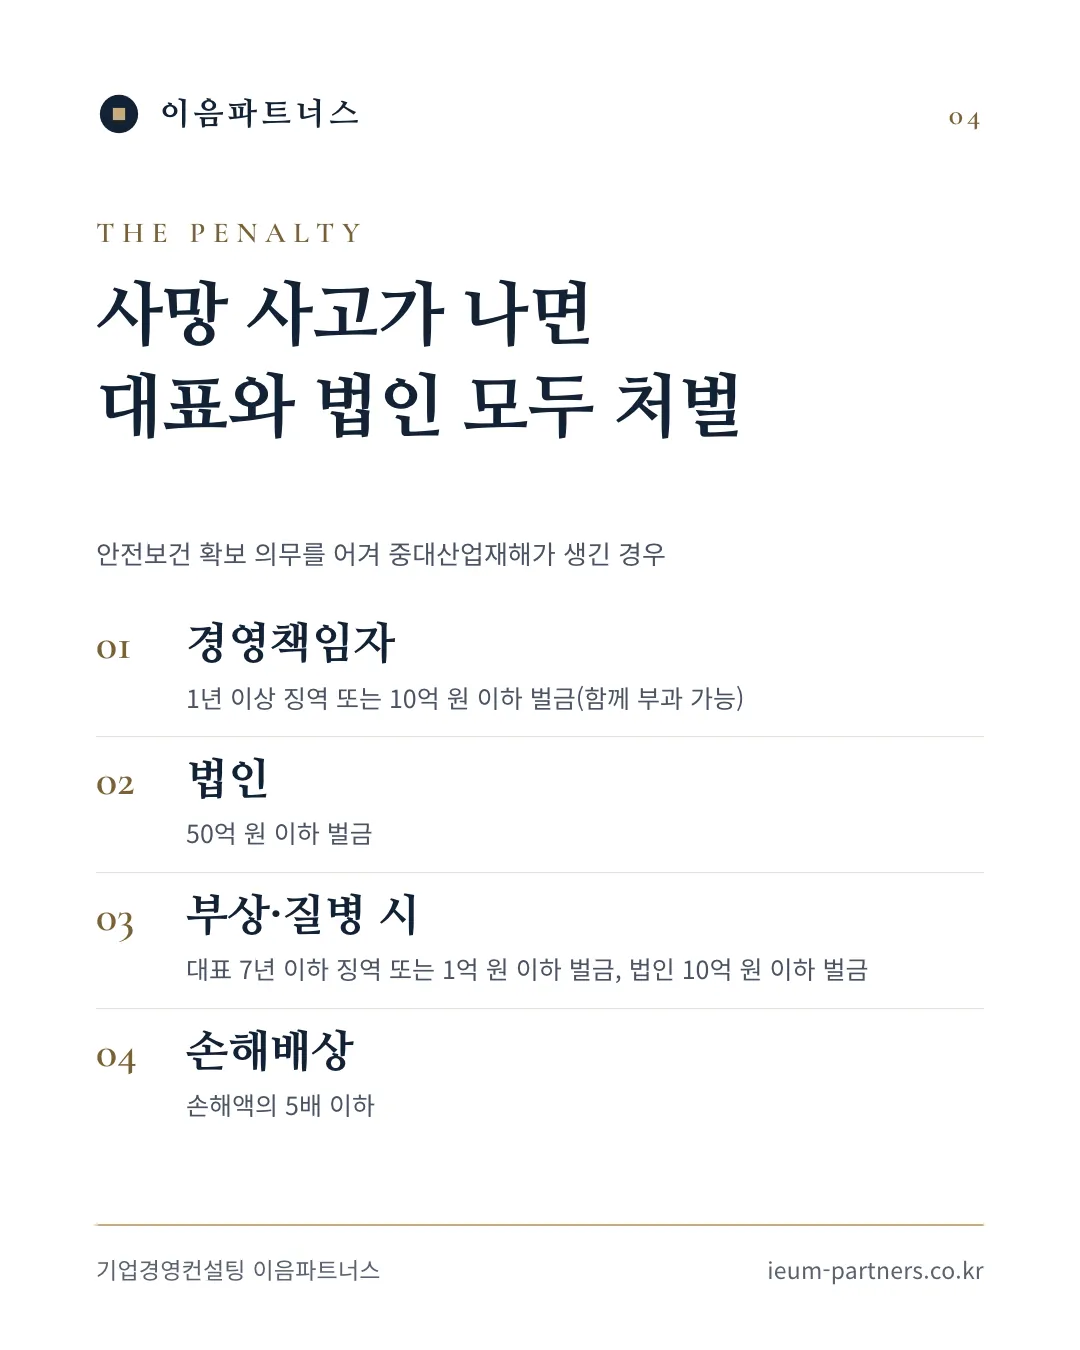 이음파트너스
04
THE PENALTY
사망 사고가 나면
대표와 법인 모두 처벌
안전보건 확보 의무를 어겨 중대산업재해가 생긴 경우
01 경영책임자
1년 이상 징역 또는 10억 원 이하 벌금(함께 부과 가능)
02 법인
50억 원 이하 벌금
03 부상·질병 시
대표 7년 이하 징역 또는 1억 원 이하 벌금, 법인 10억 원 이하 벌금
04 손해배상
손해액의 5배 이하
기업경영컨설팅 이음파트너스
ieum-partners.co.kr